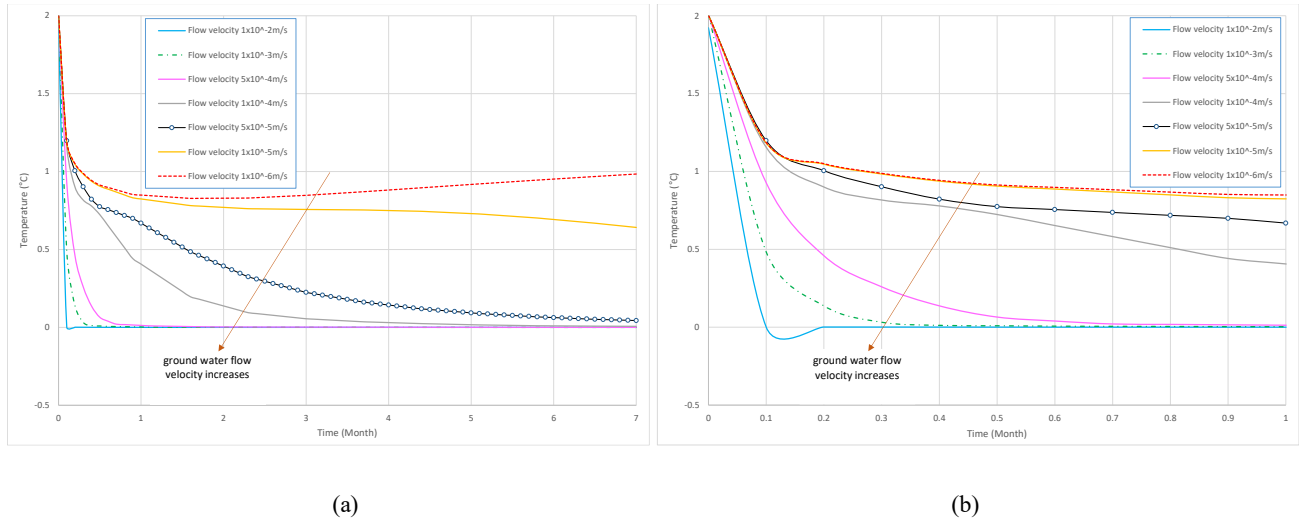 2
1.5
1
0.5
0
-0.5
0
1
2
3
4
5
6
7
Temperature (°C)
Time (Month)
Flow velocity 1x10^-2m/s
Flow velocity 1x10^-3m/s
Flow velocity 5x10^-4m/s
Flow velocity 1x10^-4m/s
Flow velocity 5x10^-5m/s
Flow velocity 1x10^-5m/s
Flow velocity 1x10^-6m/s
ground water flow
velocity increases
(a)
2
1.5
1
0.5
0
-0.5
0
0.1
0.2
0.3
0.4
0.5
0.6
0.7
0.8
0.9
1
Temperature (°C)
Time (Month)
Flow velocity 1x10^-2m/s
Flow velocity 1x10^-3m/s
Flow velocity 5x10^-4m/s
Flow velocity 1x10^-4m/s
Flow velocity 5x10^-5m/s
Flow velocity 1x10^-5m/s
Flow velocity 1x10^-6m/s
ground water flow
velocity increases
(b)